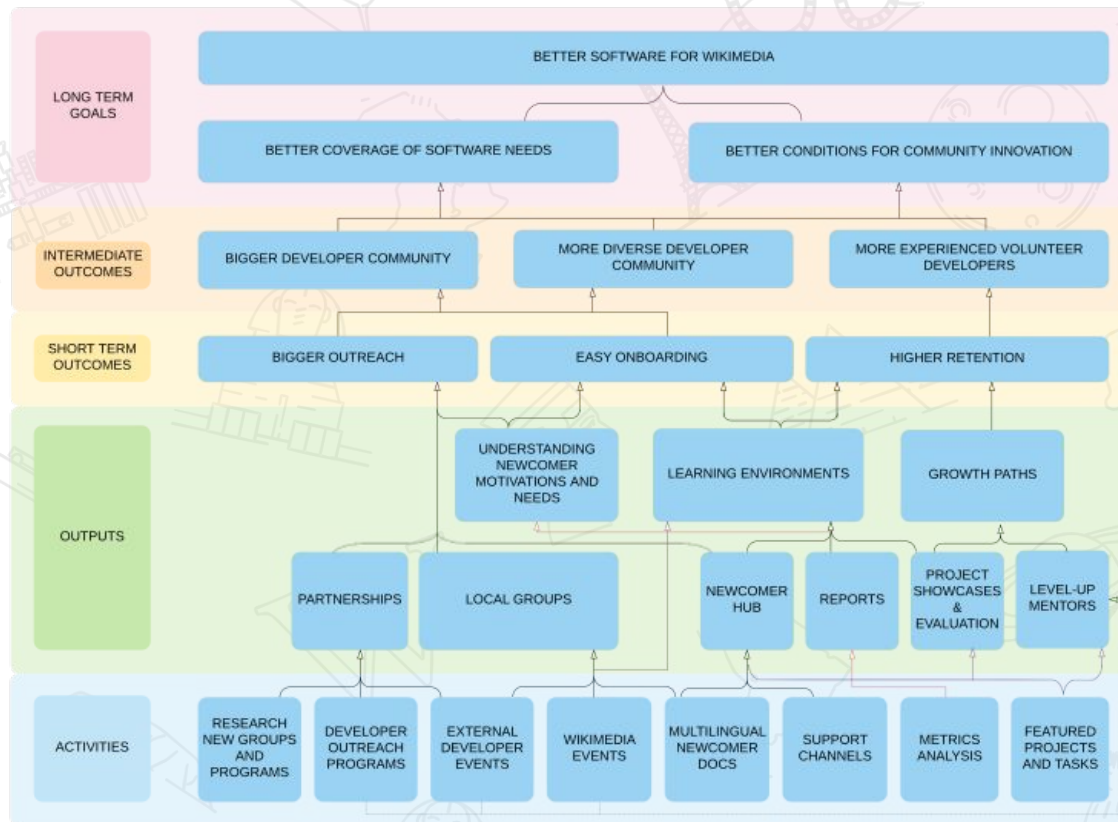 LONG TERM
GOALS
BETTER SOFTWARE FOR WIKIMEDIA
BETTER COVERAGE OF SOFTWARE NEEDS
BETTER CONDITIONS FOR COMMUNITY INNOVATION
INTERMEDIATE
OUTCOMES
BIGGER DEVELOPER COMMUNITY
MORE DIVERSE DEVELOPER
COMMUNITY
MORE EXPERIENCED VOLUNTEER
DEVELOPERS
SHORT TERM
OUTCOMES
BIGGER OUTREACH
EASY ONBOARDING
HIGHER RETENTION
OUTPUTS
UNDERSTANDING
NEWCOMER
MOTIVATIONS AND
NEEDS
LEARNING ENVIRONMENTS
GROWTH PATHS
PARTNERSHIPS
LOCAL GROUPS
NEWCOMER
HUB
REPORTS
PROJECT
SHOWCASES
&
EVALUATION
LEVEL-UP
MENTORS
ACTIVITIES
RESEARCH
NEW GROUPS
AND
PROGRAMS
DEVELOPER
OUTREACH
PROGRAMS
EXTERNAL
DEVELOPER
EVENTS
WIKIMEDIA
EVENTS
MULTILINGUAL
NEWCOMER
DOCS
SUPPORT
CHANNELS
METRICS
ANALYSIS
FEATURED
PROJECTS
AND TASKS